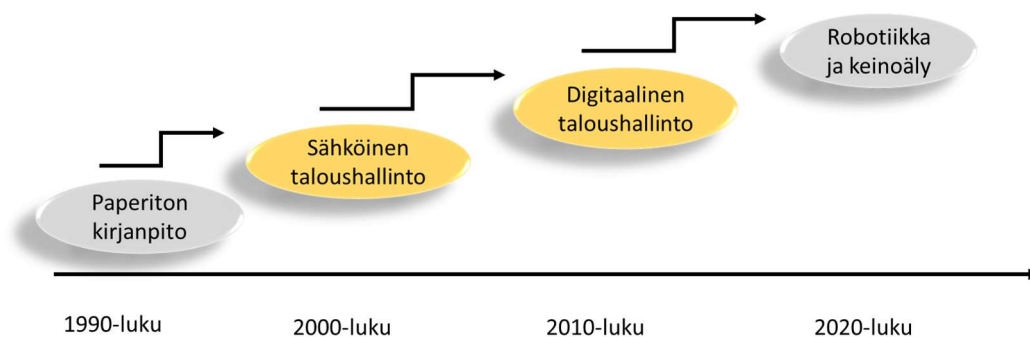 Robotiikka
ja keinoäly
Digitaalinen
taloushallinto
Sähköinen
taloushallinto
Paperiton
kirjanpito
1990-luku
2000-luku
2010-luku
2020-luku